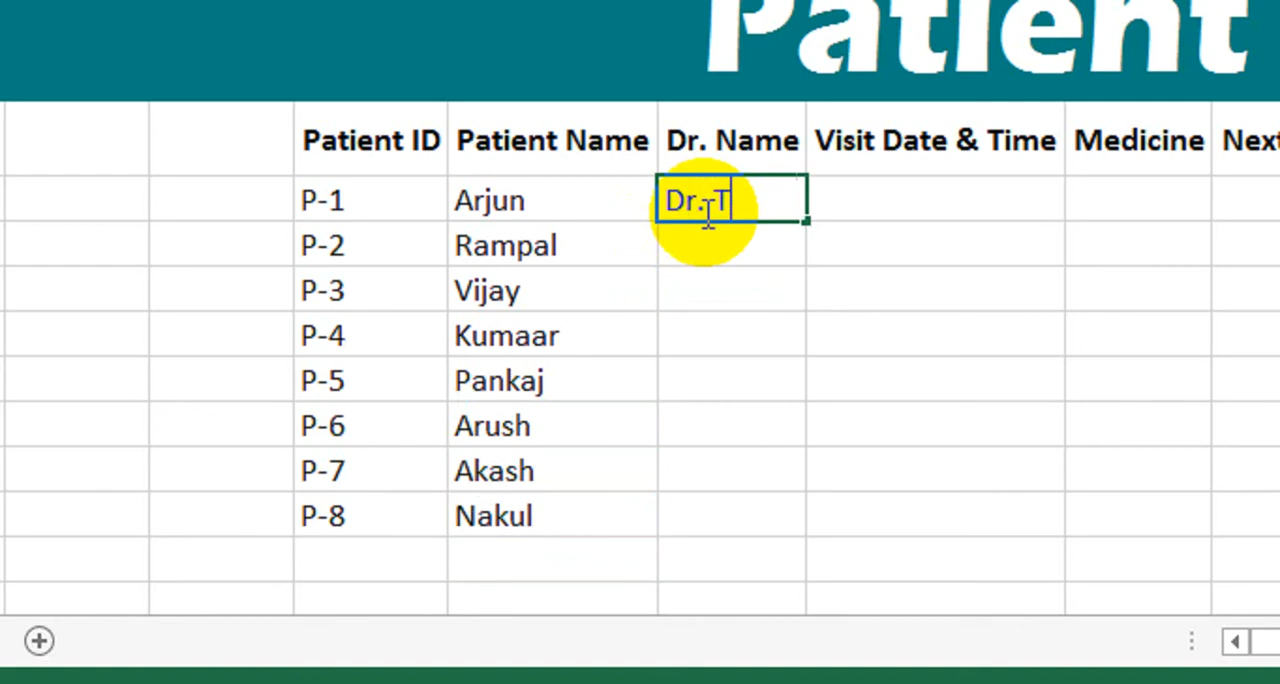 Patient
Patient ID Patient Name Dr. Name Visit Date & Time Medicine Next
P-1 Arjun Dr. T
P-2 Rampal
P-3 Vijay
P-4 Kumaar
P-5 Pankaj
P-6 Arush
P-7 Akash
P-8 Nakul